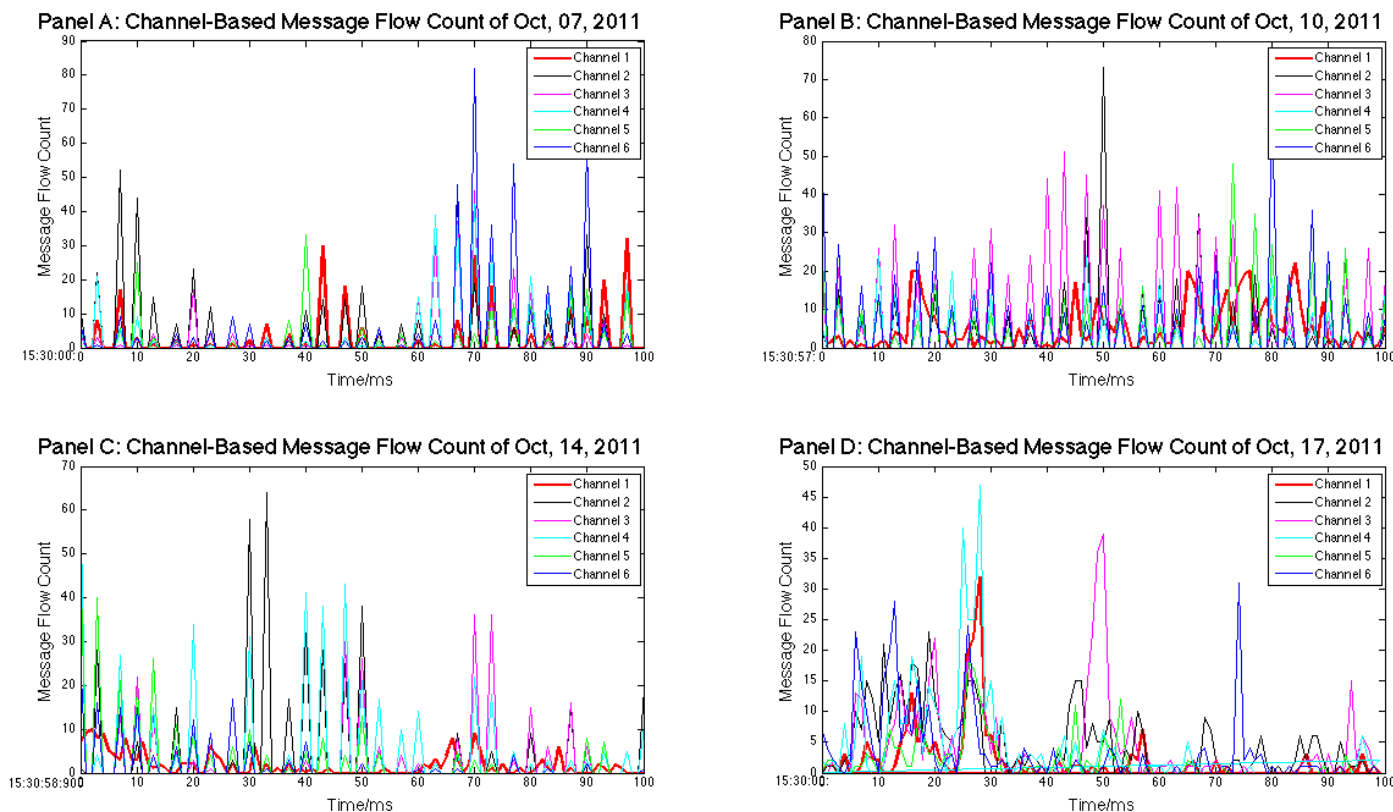 Panel A: Channel-Based Message Flow Count of Oct, 07, 2011
90
80
70
60
50
40
30
20
10
0
Message Flow Count
Channel 1
Channel 2
Channel 3
Channel 4
Channel 5
Channel 6
15:30:00:
0 10 20 30 40 50 60 70 80 90 100
Time/ms
Panel B: Channel-Based Message Flow Count of Oct, 10, 2011
80
70
60
50
40
30
20
10
0
Message Flow Count
Channel 1
Channel 2
Channel 3
Channel 4
Channel 5
Channel 6
15:30:57:
0 10 20 30 40 50 60 70 80 90 100
Time/ms
Panel C: Channel-Based Message Flow Count of Oct, 14, 2011
70
60
50
40
30
20
10
0
Message Flow Count
Channel 1
Channel 2
Channel 3
Channel 4
Channel 5
Channel 6
15:30:58:900
10 20 30 40 50 60 70 80 90 100
Time/ms
Panel D: Channel-Based Message Flow Count of Oct, 17, 2011
50
45
40
35
30
25
20
15
10
5
0
Message Flow Count
Channel 1
Channel 2
Channel 3
Channel 4
Channel 5
Channel 6
15:30:00:
0 10 20 30 40 50 60 70 80 90 100
Time/ms